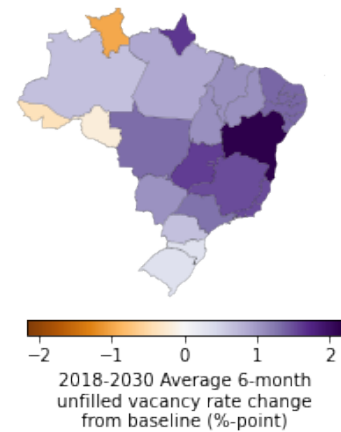 −2 −1 0 1 2
2018-2030 Average 6-month
unfilled vacancy rate change
from baseline (%-point)